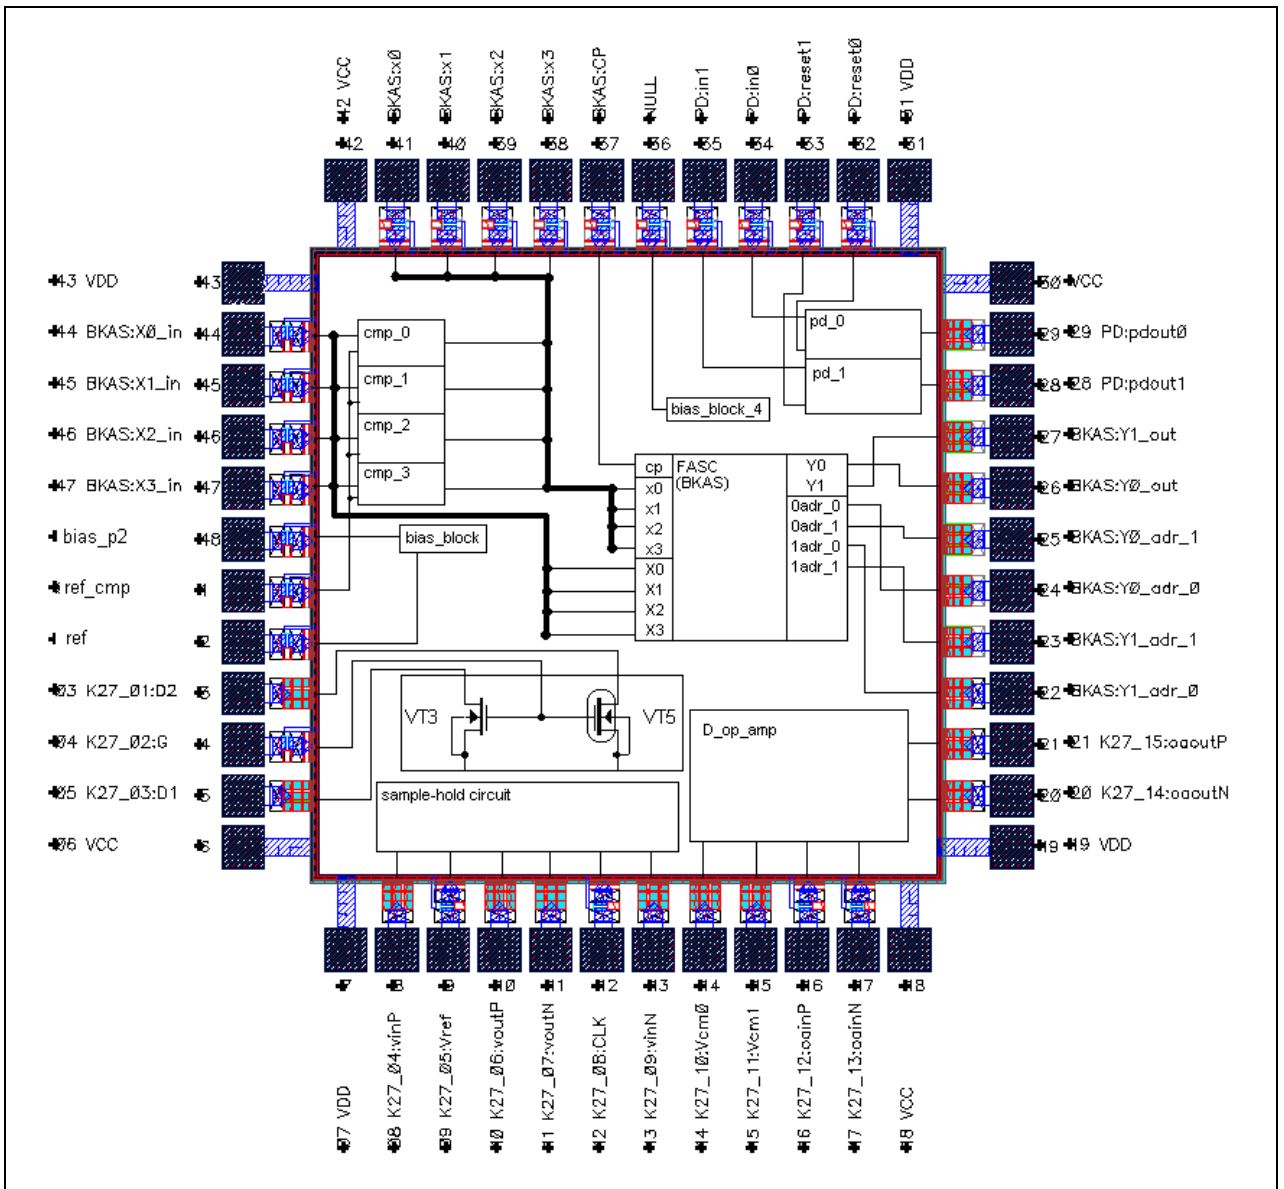 42 VCC
BKAS:x0
BKAS:x1
BKAS:x2
BKAS:x3
BKAS:CP
NULL
PD:in1
PD:in0
PD:reset1
PD:reset0
31 VDD
42
41
40
39
38
37
36
35
34
33
32
31
43 VDD
43
44 BKAS:X0_in
44
45 BKAS:X1_in
45
46 BKAS:X2_in
46
47 BKAS:X3_in
47
bias_p2
48
ref_cmp
1
ref
2
03 K27_01:D2
3
04 K27_02:G
4
05 K27_03:D1
5
06 VCC
6
cmp_0
cmp_1
cmp_2
cmp_3
bias_block
pd_0
pd_1
bias_block_4
cp
FASC
(BKAS)
x0
x1
x2
x3
X0
X1
X2
X3
Y0
Y1
0adr_0
0adr_1
1adr_0
1adr_1
VT3
VT5
sample-hold circuit
D_op_amp
30
VCC
29
29 PD:pdout0
28
28 PD:pdout1
27
BKAS:Y1_out
26
BKAS:Y0_out
25
BKAS:Y0_adr_1
24
BKAS:Y0_adr_0
23
BKAS:Y1_adr_1
22
BKAS:Y1_adr_0
21
21 K27_15:oaoutP
20
20 K27_14:oaoutN
19
19 VDD
7
8
9
10
11
12
13
14
15
16
17
18
07 VDD
08 K27_04:vinP
09 K27_05:Vref
10 K27_06:voutP
11 K27_07:voutN
12 K27_08:CLK
13 K27_09:vinN
14 K27_10:Vcm0
15 K27_11:Vcm1
16 K27_12:oainP
17 K27_13:oainN
18 VCC